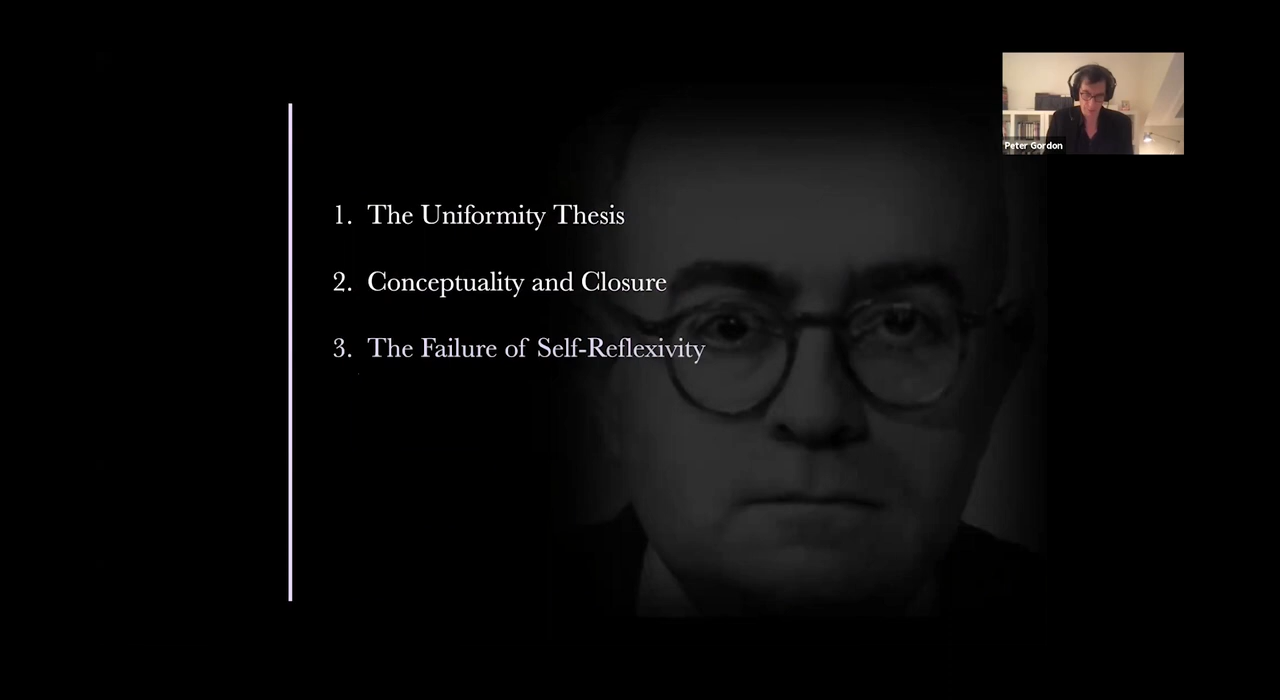 1. The Uniformity Thesis
2. Conceptuality and Closure
3. The Failure of Self-Reflexivity
Peter Gordon